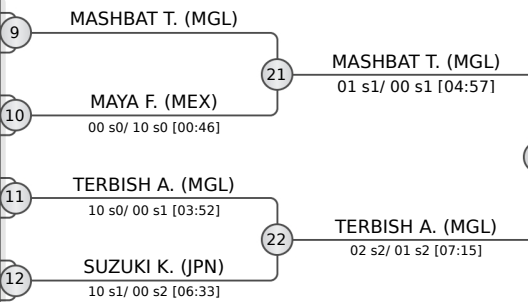 9
MASHBAT T. (MGL)
21
MASHBAT T. (MGL)
01 s1/ 00 s1 [04:57]
10
MAYA F. (MEX)
00 s0/ 10 s0 [00:46]
11
TERBISH A. (MGL)
10 s0/ 00 s1 [03:52]
22
TERBISH A. (MGL)
02 s2/ 01 s2 [07:15]
12
SUZUKI K. (JPN)
10 s1/ 00 s2 [06:33]